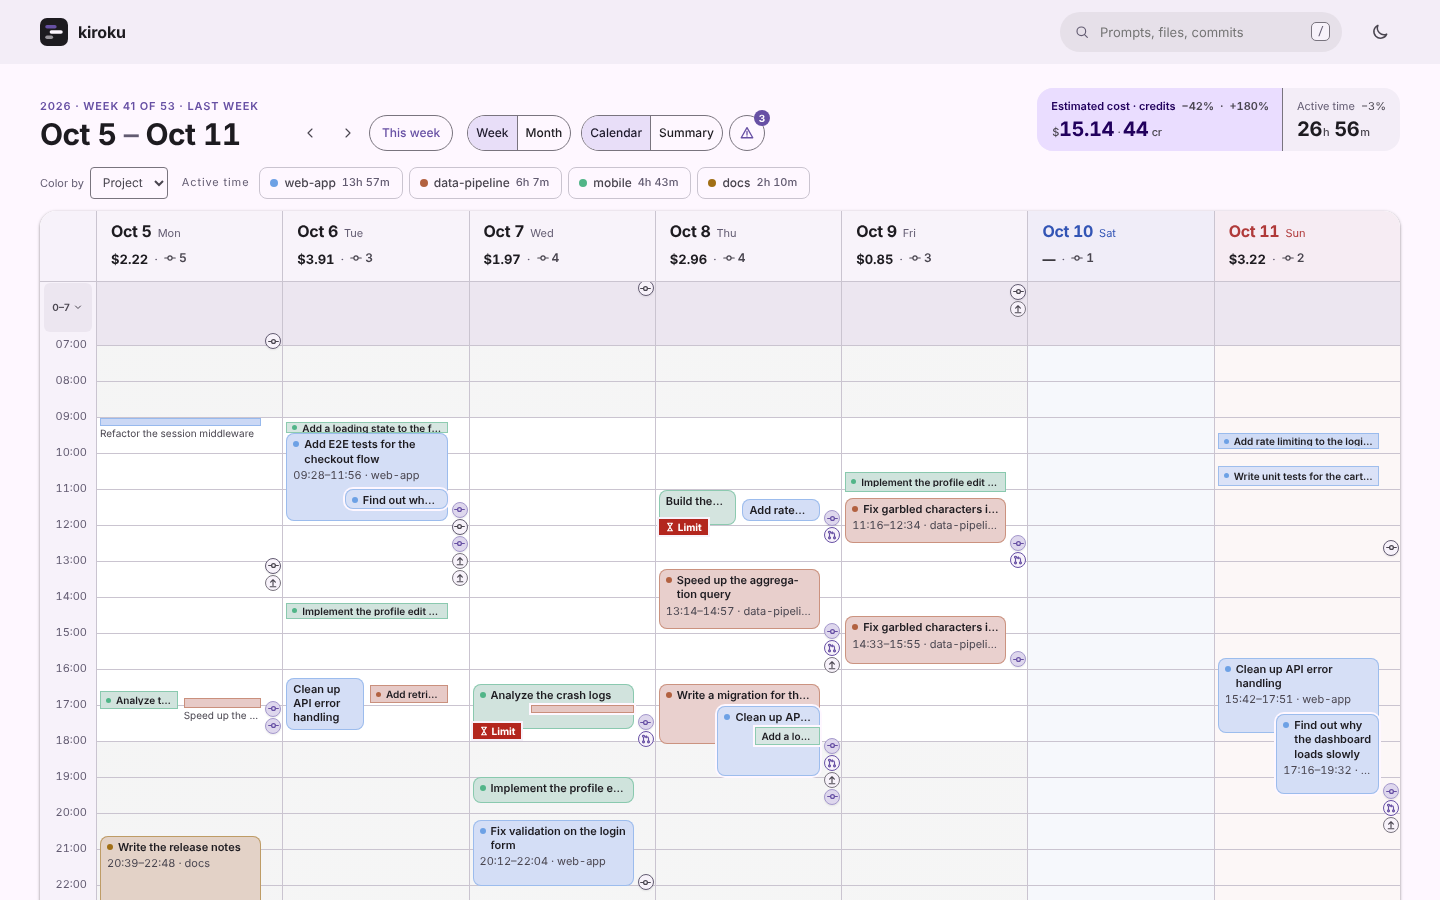 kiroku
Prompts, files, commits /
2026 · WEEK 41 OF 53 · LAST WEEK
Oct 5 – Oct 11
This week
Week Month
Calendar Summary
3
Estimated cost · credits −42% · +180%
$15.14 · 44 cr
Active time −3%
26h 56m
Color by Project
Active time
web-app 13h 57m
data-pipeline 6h 7m
mobile 4h 43m
docs 2h 10m
Oct 5 Mon
$2.22 · 5
Oct 6 Tue
$3.91 · 3
Oct 7 Wed
$1.97 · 4
Oct 8 Thu
$2.96 · 4
Oct 9 Fri
$0.85 · 3
Oct 10 Sat
— · 1
Oct 11 Sun
$3.22 · 2
0–7
07:00
08:00
09:00
10:00
11:00
12:00
13:00
14:00
15:00
16:00
17:00
18:00
19:00
20:00
21:00
22:00
Refactor the session middleware
Analyze t...
Speed up the ...
Write the release notes
20:39–22:48 · docs
Add a loading state to the f...
Add E2E tests for the
checkout flow
09:28–11:56 · web-app
Find out wh...
Implement the profile edit ...
Clean up
API error
handling
Add retri...
Analyze the crash logs
Limit
Implement the profile e...
Fix validation on the login
form
20:12–22:04 · web-app
Build the...
Add rate...
Limit
Speed up the aggrega-
tion query
13:14–14:57 · data-pipeli...
Write a migration for th...
Clean up AP...
Add a lo...
Implement the profile edit ...
Fix garbled characters i...
11:16–12:34 · data-pipeli...
Fix garbled characters i...
14:33–15:55 · data-pipeli...
Add rate limiting to the logi...
Write unit tests for the cart...
Clean up API error
handling
15:42–17:51 · web-app
Find out why
the dashboard
loads slowly
17:16–19:32 · ...